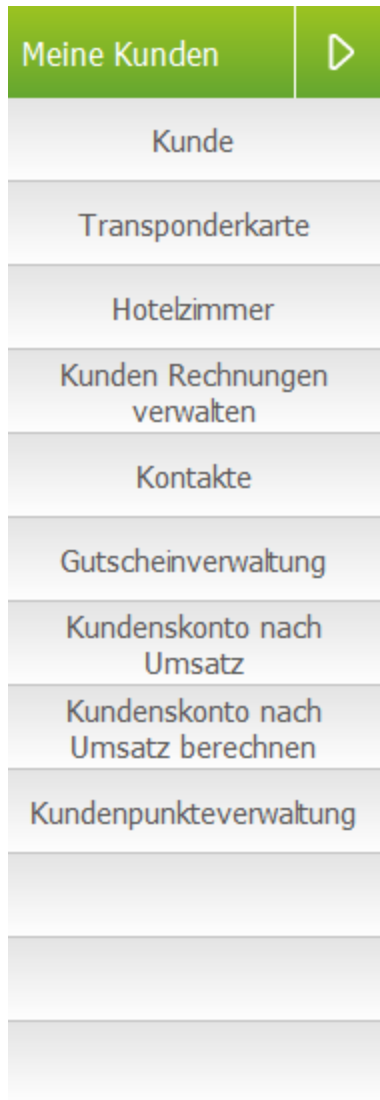 Meine Kunden
Kunde
Transponderkarte
Hotelzimmer
Kunden Rechnungen
verwalten
Kontakte
Gutscheinverwaltung
Kundenskonto nach
Umsatz
Kundenskonto nach
Umsatz berechnen
Kundenpunkteverwaltung